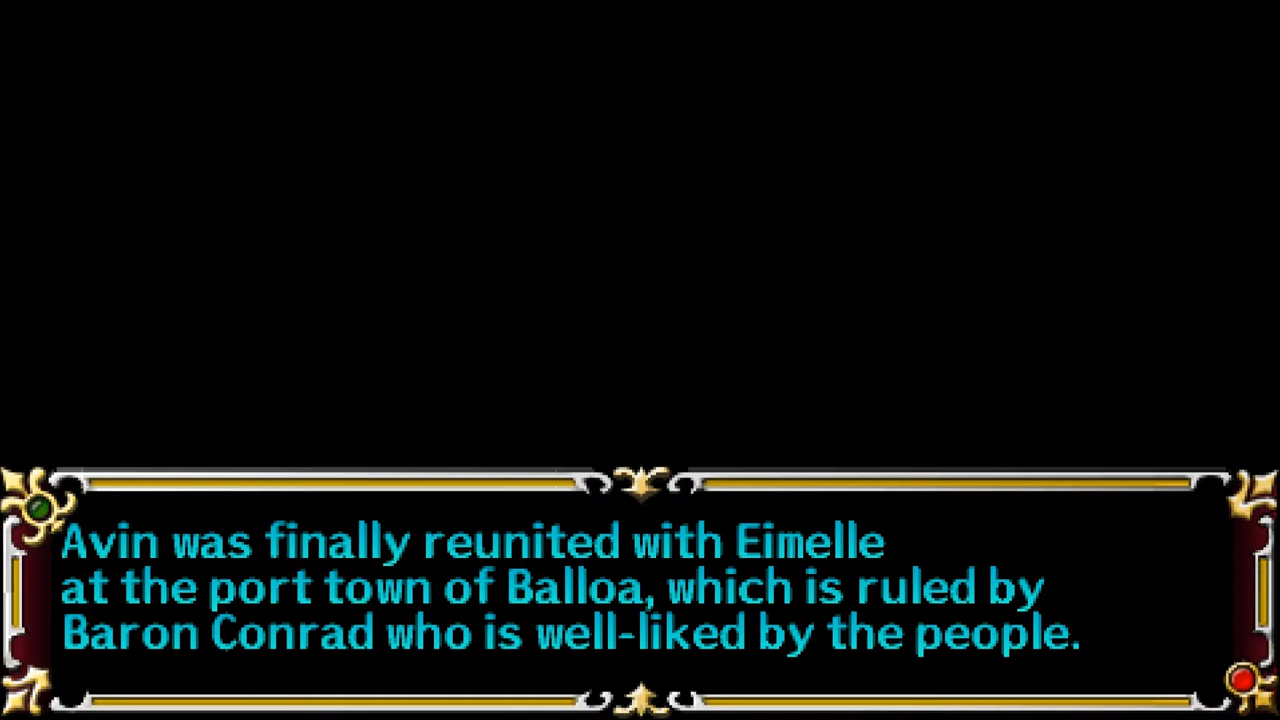 Avin was finally reunited with Eimelle
at the port town of Balloa, which is ruled by
Baron Conrad who is well-liked by the people.